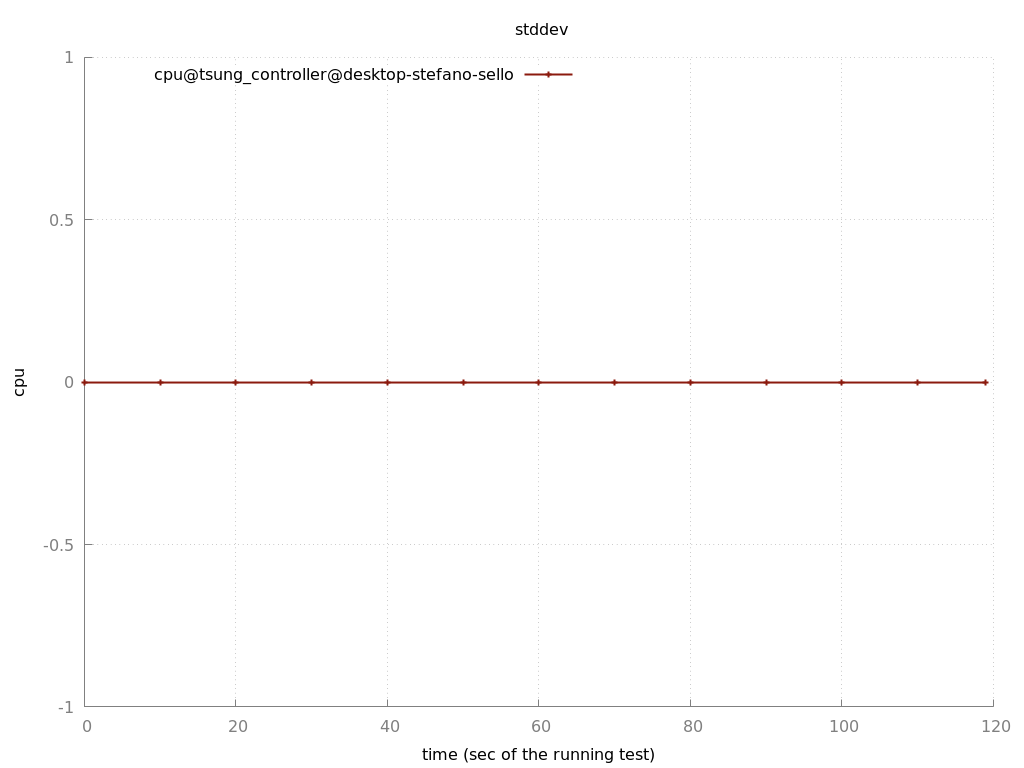 stddev
cpu@tsung_controller@desktop-stefano-sello
1
0.5
0
-0.5
-1
cpu
0 20 40 60 80 100 120
time (sec of the running test)